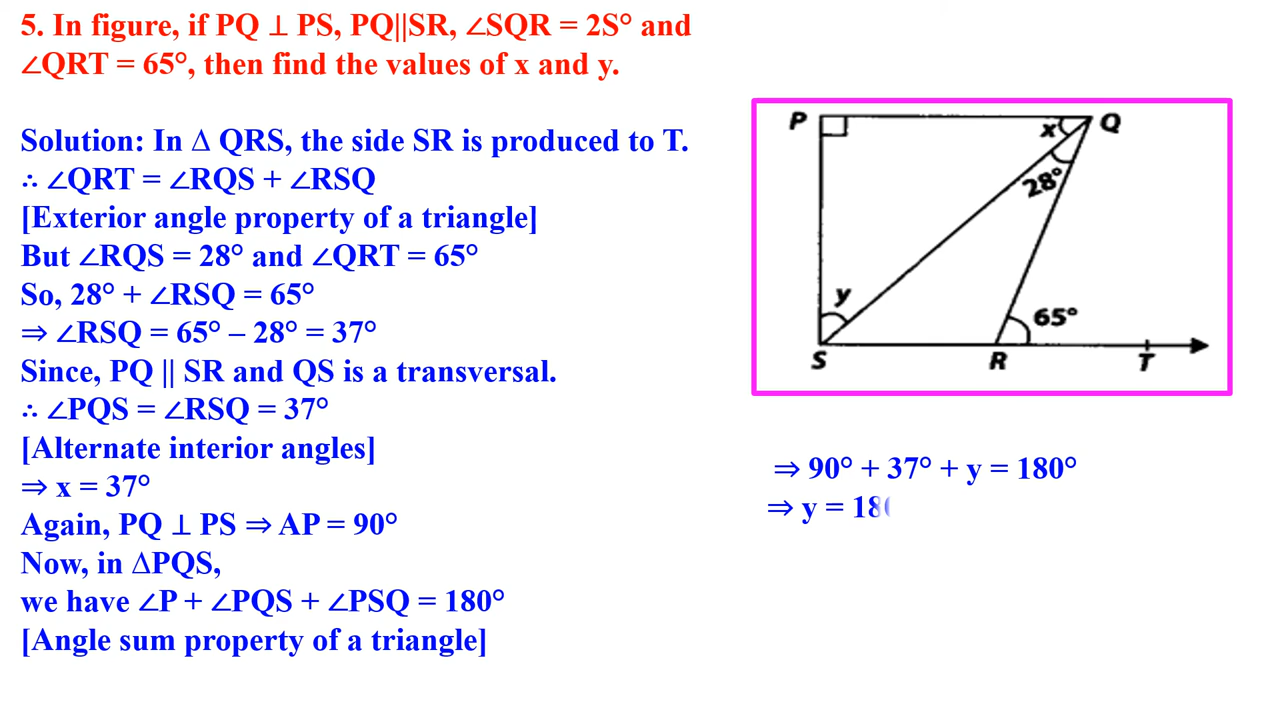 5. In figure, if PQ ⊥ PS, PQ||SR, ∠SQR = 2S° and
∠QRT = 65°, then find the values of x and y.
Solution: In Δ QRS, the side SR is produced to T.
∴ ∠QRT = ∠RQS + ∠RSQ
[Exterior angle property of a triangle]
But ∠RQS = 28° and ∠QRT = 65°
So, 28° + ∠RSQ = 65°
⇒ ∠RSQ = 65° – 28° = 37°
Since, PQ || SR and QS is a transversal.
∴ ∠PQS = ∠RSQ = 37°
[Alternate interior angles]
⇒ x = 37°
Again, PQ ⊥ PS ⇒ AP = 90°
Now, in ΔPQS,
we have ∠P + ∠PQS + ∠PSQ = 180°
[Angle sum property of a triangle]
P
x
Q
28°
y
65°
S
R
T
⇒ 90° + 37° + y = 180°
⇒ y = 18